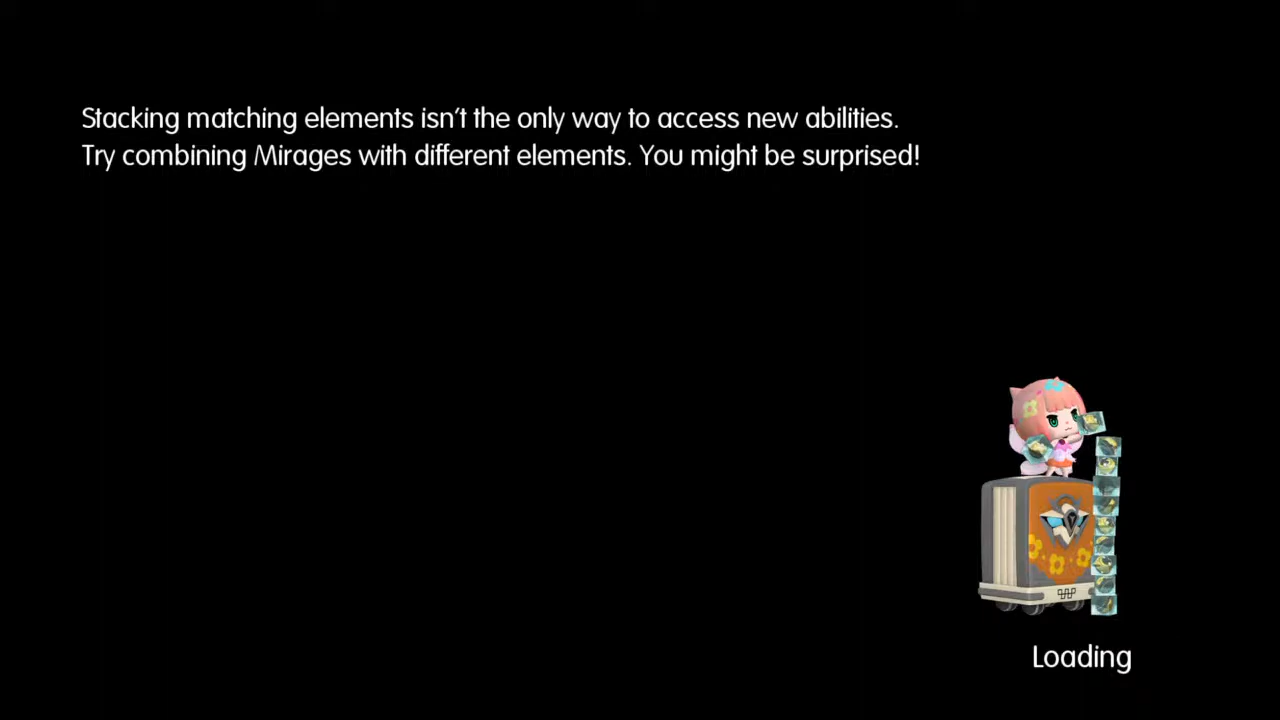 Stacking matching elements isn't the only way to access new abilities.
Try combining Mirages with different elements. You might be surprised!
Loading